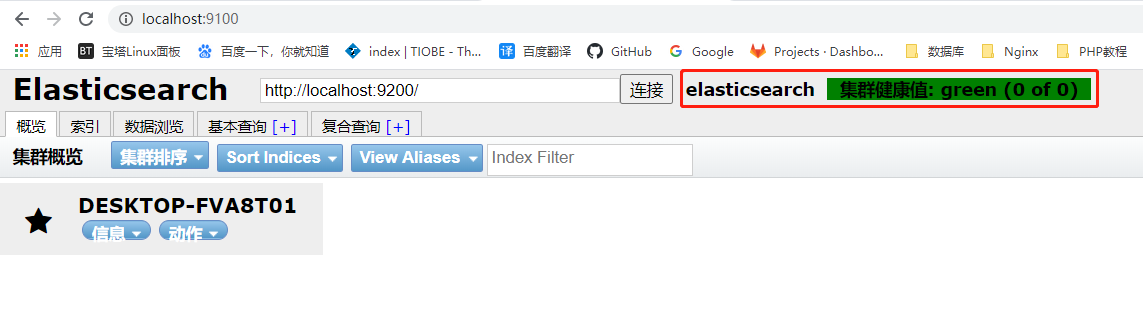 localhost:9100
应用 BT 宝塔Linux面板 百度一下，你就知道 index | TIOBE - Th... 译 百度翻译 GitHub Google Projects · Dashbo... 数据库 Nginx PHP教程
Elasticsearch http://localhost:9200/ 连接 elasticsearch 集群健康值: green (0 of 0)
概览 索引 数据浏览 基本查询 [+] 复合查询 [+]
集群概览 集群排序 Sort Indices View Aliases Index Filter
DESKTOP-FVA8T01
信息 动作